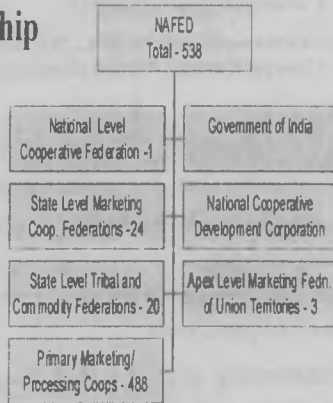 hip
NAFED
Total - 538
National Level
Cooperative Federation -1
Government of India
State Level Marketing
Coop. Federations -24
National Cooperative
Development Corporation
State Level Tribal and
Commodity Federations - 20
Apex Level Marketing Fedn.
of Union Territories - 3
Primary Marketing/
Processing Coops - 488